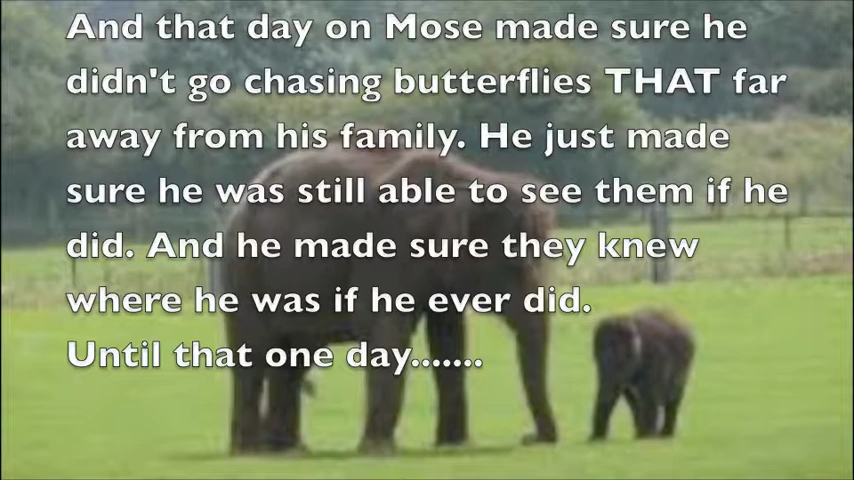 And that day on Mose made sure he
didn't go chasing butterflies THAT far
away from his family. He just made
sure he was still able to see them if he
did. And he made sure they knew
where he was if he ever did.
Until that one day.......